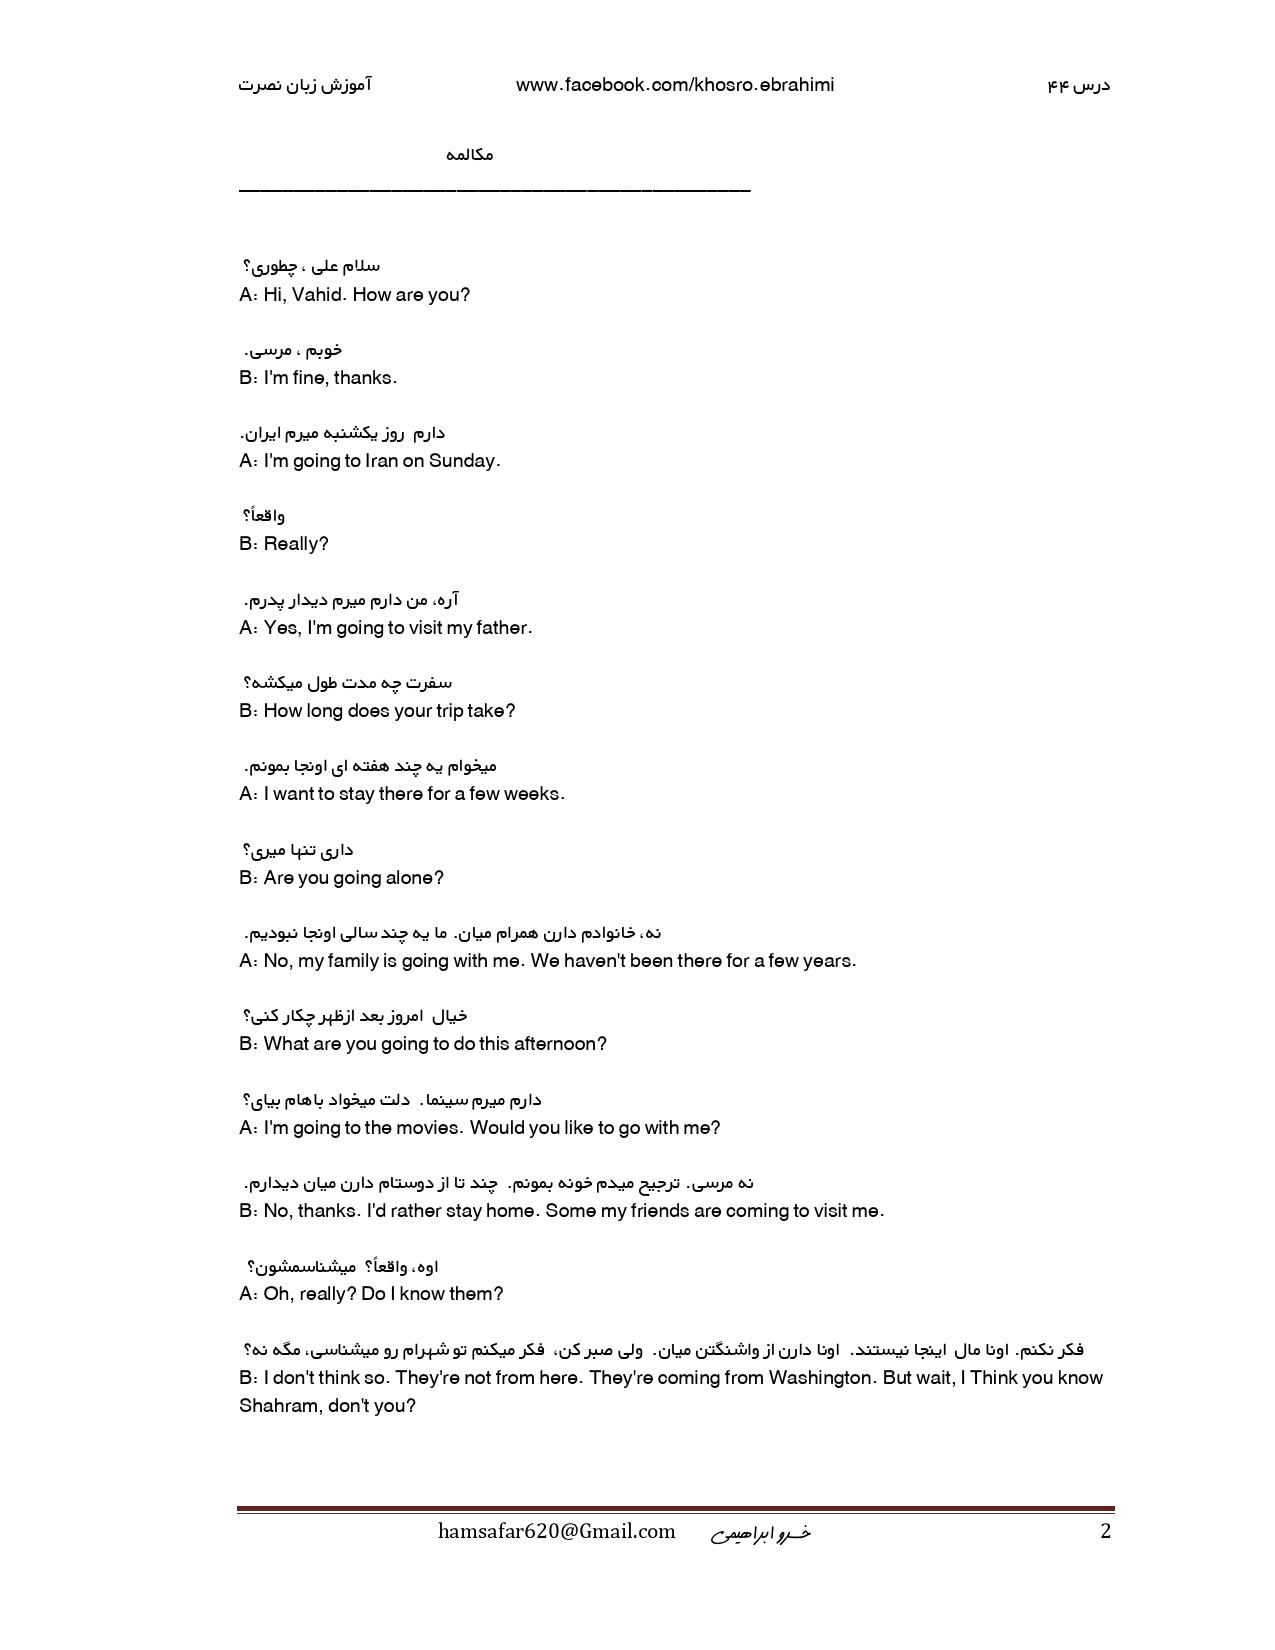 درس ۴۴ www.facebook.com/khosro.ebrahimi آموزش زبان نصرت
مکالمه
________________________________________________
سلام علی ، چطوری؟
A: Hi, Vahid. How are you?
خوبم ، مرسی.
B: I'm fine, thanks.
دارم روز یکشنبه میرم ایران.
A: I'm going to Iran on Sunday.
واقعاً؟
B: Really?
آره، من دارم میرم دیدار پدرم.
A: Yes, I'm going to visit my father.
سفرت چه مدت طول میکشه؟
B: How long does your trip take?
میخوام یه چند هفته ای اونجا بمونم.
A: I want to stay there for a few weeks.
داری تنها میری؟
B: Are you going alone?
نه، خانوادم دارن همرام میان. ما یه چند سالی اونجا نبودیم.
A: No, my family is going with me. We haven't been there for a few years.
خیال امروز بعد ازظهر چکار کنی؟
B: What are you going to do this afternoon?
دارم میرم سینما. دلت میخواد باهام بیای؟
A: I'm going to the movies. Would you like to go with me?
نه مرسی. ترجیح میدم خونه بمونم. چند تا از دوستام دارن میان دیدارم.
B: No, thanks. I'd rather stay home. Some my friends are coming to visit me.
اوه، واقعاً؟ میشناسمشون؟
A: Oh, really? Do I know them?
فکر نکنم. اونا مال اینجا نیستند. اونا دارن از واشنگتن میان. ولی صبر کن، فکر میکنم تو شهرام رو میشناسی، مگه نه؟
B: I don't think so. They're not from here. They're coming from Washington. But wait, I Think you know
Shahram, don't you?
hamsafar620@Gmail.com خسرو ابراهیمی 2